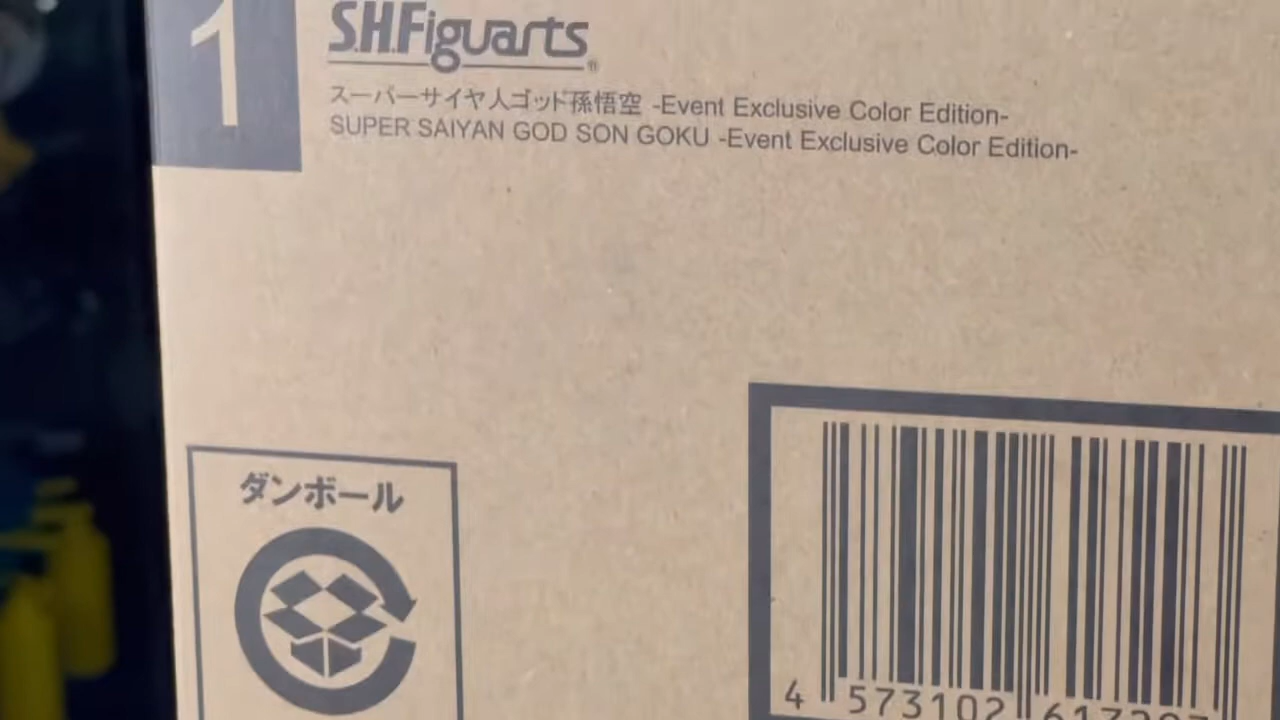 1
S.H.Figuarts®
スーパーサイヤ人ゴッド孫悟空 -Event Exclusive Color Edition-
SUPER SAIYAN GOD SON GOKU -Event Exclusive Color Edition-
ダンボール
4 573102